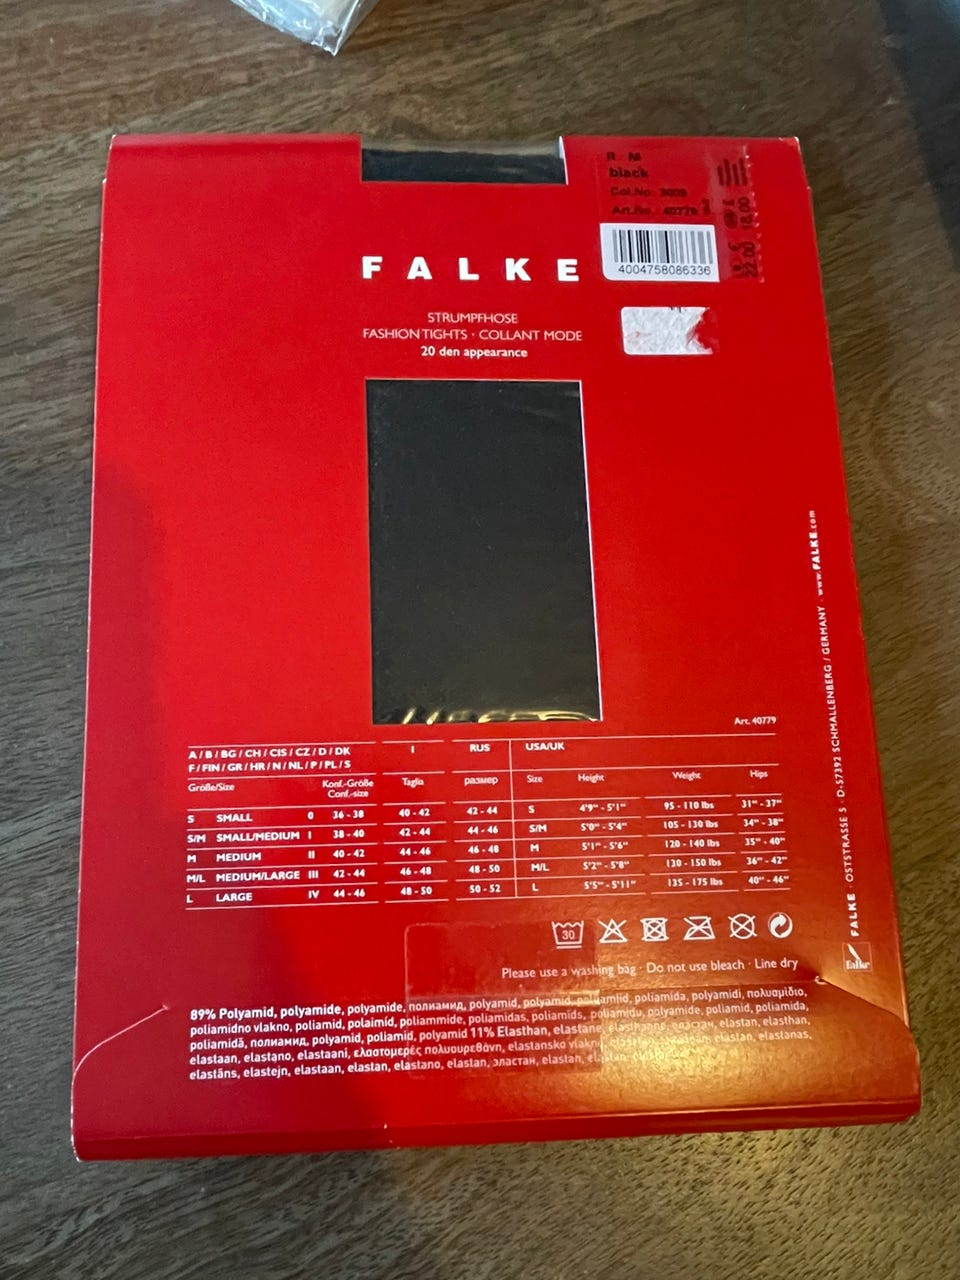 II M
black
Col.No. 3009
Art.No. 40779
22.00 18.00
4004758086336
FALKE
STRUMPFHOSE
FASHION TIGHTS · COLLANT MODE
20 den appearance
Art. 40779
A / B / BG / CH / CIS / CZ / D / DK I RUS USA/UK
F / FIN / GR / HR / N / NL / P / PL / S
Größe/Size Konf.-Größe Taglia размер Size Height Weight Hips
Conf.-size
S SMALL 0 36 - 38 40 - 42 42 - 44 S 4'9" - 5'1" 95 - 110 lbs 31" - 37"
S/M SMALL/MEDIUM I 38 - 40 42 - 44 44 - 46 S/M 5'0" - 5'4" 105 - 130 lbs 34" - 38"
M MEDIUM II 40 - 42 44 - 46 46 - 48 M 5'1" - 5'6" 120 - 140 lbs 35" - 40"
M/L MEDIUM/LARGE III 42 - 44 46 - 48 48 - 50 M/L 5'2" - 5'8" 130 - 150 lbs 36" - 42"
L LARGE IV 44 - 46 48 - 50 50 - 52 L 5'5" - 5'11" 135 - 175 lbs 40" - 46"
30
Please use a washing bag · Do not use bleach · Line dry
89% Polyamid, polyamide, polyamide, полиамид, polyamid, polyamid, polyamiid, poliamida, polyamidi, πολυαμίδιο,
poliamidno vlakno, poliamid, polaimid, poliammide, poliamidas, poliamids, poliamidu, polyamide, poliamid, poliamida,
poliamidă, полиамид, polyamid, poliamid, polyamid 11% Elasthan, elastane, elasthanne, еластан, elastan, elasthan,
elastaan, elastano, elastaani, ελαστομερές πολυουρεθάνη, elastansko vlakno, elastan, elastanas,
elastāns, elastejn, elastaan, elastan, elastano, elastan, эластан, elastan,
FALKE · OSTSTRASSE 5 · D-57392 SCHMALLENBERG / GERMANY · www.FALKE.com
Falke